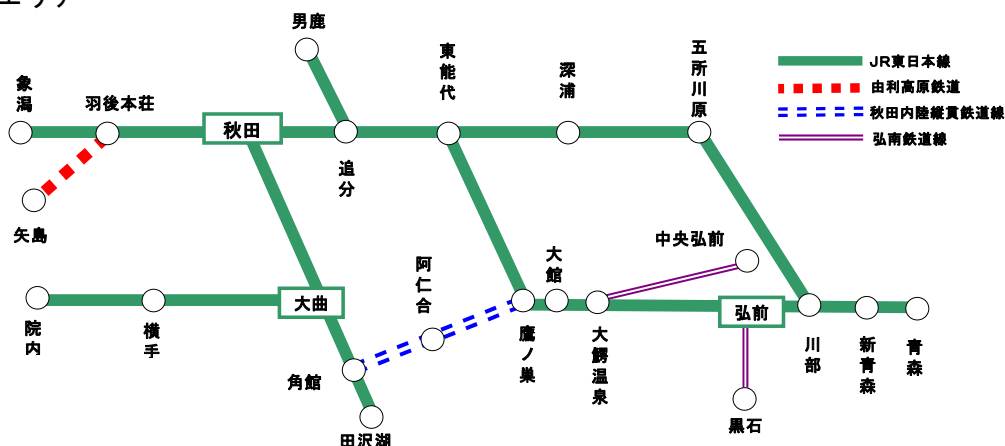 エリア
男鹿
東能代
深浦
五所川原
JR東日本線
由利高原鉄道
秋田内陸縦貫鉄道線
弘南鉄道線
象潟
羽後本荘
秋田
追分
矢島
中央弘前
大館
阿仁合
院内
横手
大曲
角館
田沢湖
鷹ノ巣
大鰐温泉
弘前
黒石
川部
新青森
青森